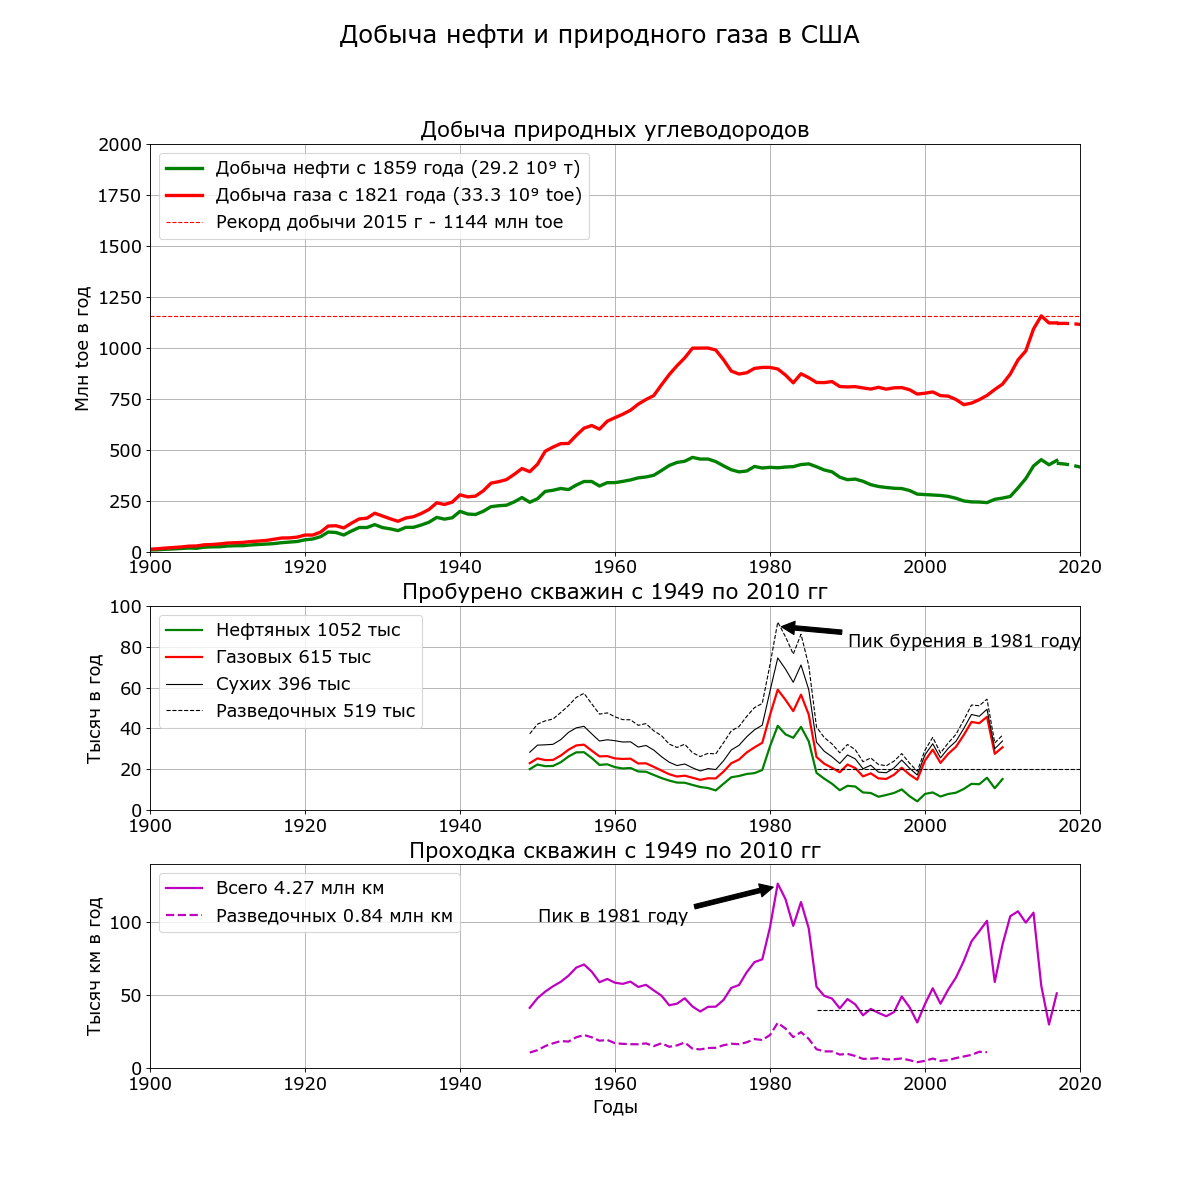 Добыча нефти и природного газа в США
Добыча природных углеводородов
Млн toe в год
2000
1750
1500
1250
1000
750
500
250
0
Добыча нефти с 1859 года (29.2 10⁹ т)
Добыча газа с 1821 года (33.3 10⁹ toe)
Рекорд добычи 2015 г - 1144 млн toe
1900 1920 1940 1960 1980 2000 2020
Пробурено скважин с 1949 по 2010 гг
Тысяч в год
100
80
60
40
20
0
Нефтяных 1052 тыс
Газовых 615 тыс
Сухих 396 тыс
Разведочных 519 тыс
Пик бурения в 1981 году
1900 1920 1940 1960 1980 2000 2020
Проходка скважин с 1949 по 2010 гг
Тысяч км в год
100
50
0
Всего 4.27 млн км
Разведочных 0.84 млн км
Пик в 1981 году
1900 1920 1940 1960 1980 2000 2020
Годы